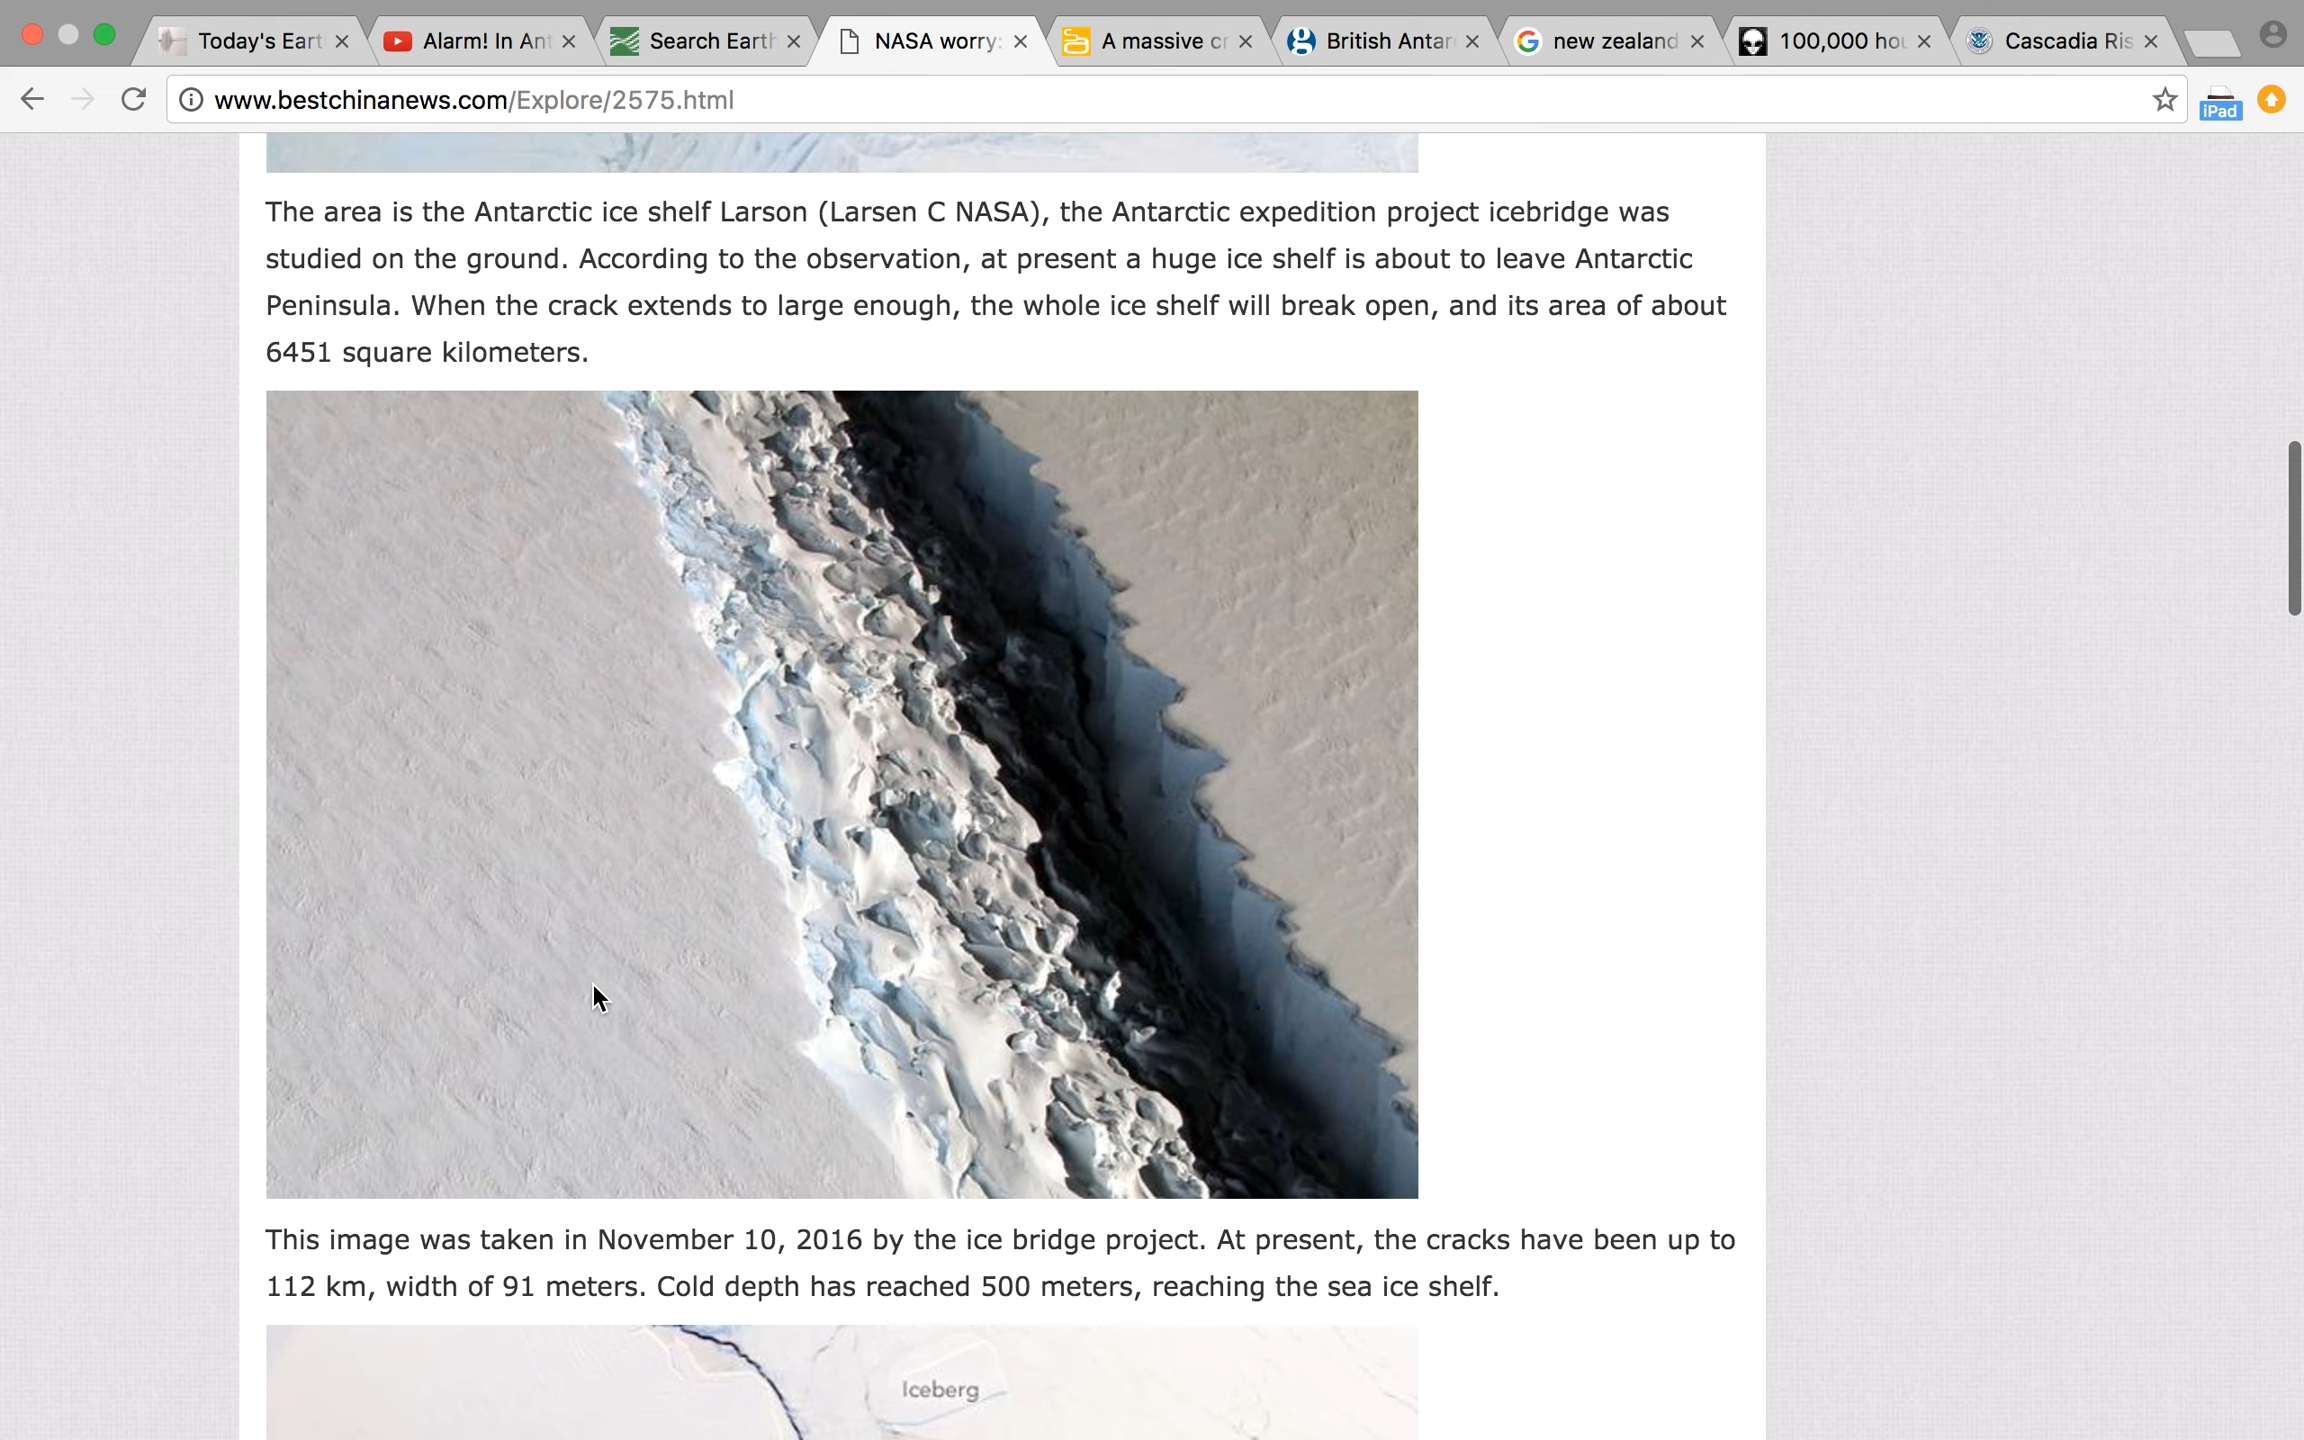 Today's Eart
Alarm! In Ant
Search Earth
NASA worry:
A massive cr
British Antar
new zealand
100,000 hou
Cascadia Ris
www.bestchinanews.com/Explore/2575.html
iPad
The area is the Antarctic ice shelf Larson (Larsen C NASA), the Antarctic expedition project icebridge was
studied on the ground. According to the observation, at present a huge ice shelf is about to leave Antarctic
Peninsula. When the crack extends to large enough, the whole ice shelf will break open, and its area of about
6451 square kilometers.
This image was taken in November 10, 2016 by the ice bridge project. At present, the cracks have been up to
112 km, width of 91 meters. Cold depth has reached 500 meters, reaching the sea ice shelf.
Iceberg